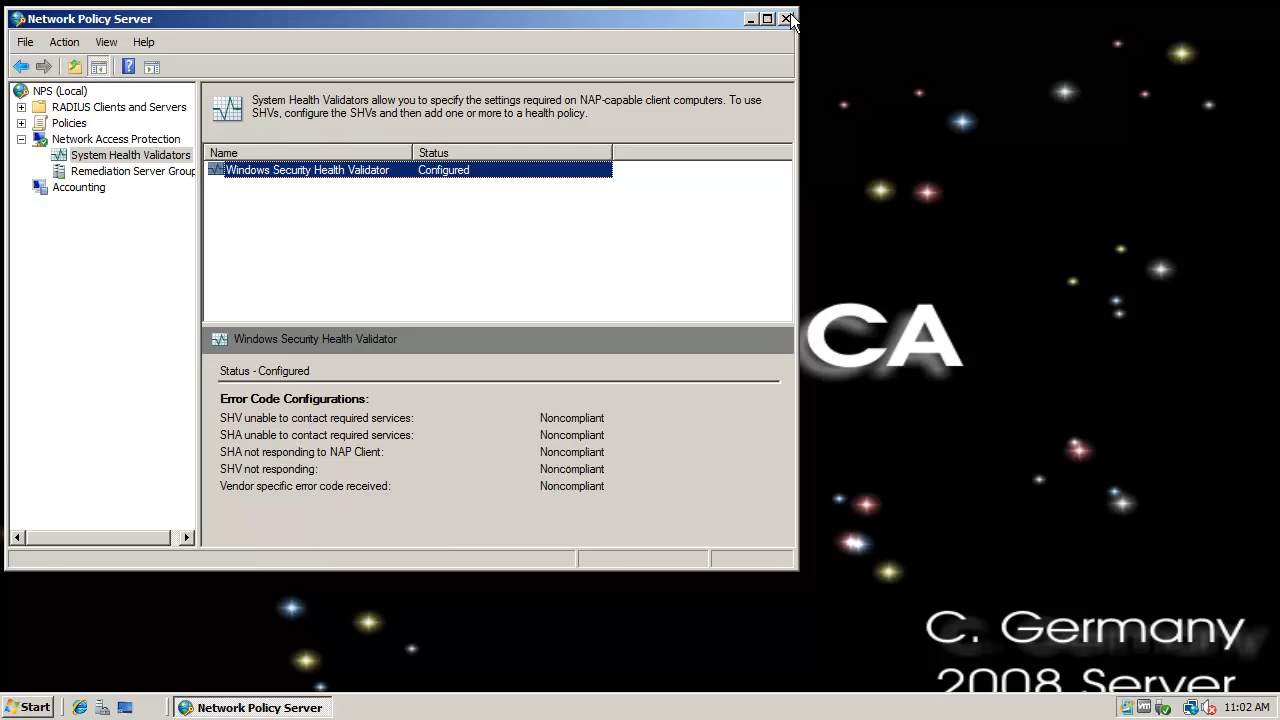 Network Policy Server
File Action View Help
NPS (Local)
RADIUS Clients and Servers
Policies
Network Access Protection
System Health Validators
Remediation Server Group
Accounting
System Health Validators allow you to specify the settings required on NAP-capable client computers. To use
SHVs, configure the SHVs and then add one or more to a health policy.
Name Status
Windows Security Health Validator Configured
Windows Security Health Validator
Status - Configured
Error Code Configurations:
SHV unable to contact required services: Noncompliant
SHA unable to contact required services: Noncompliant
SHA not responding to NAP Client: Noncompliant
SHV not responding: Noncompliant
Vendor specific error code received: Noncompliant
CA
C. Germany
2008 Server
Start Network Policy Server 11:02 AM